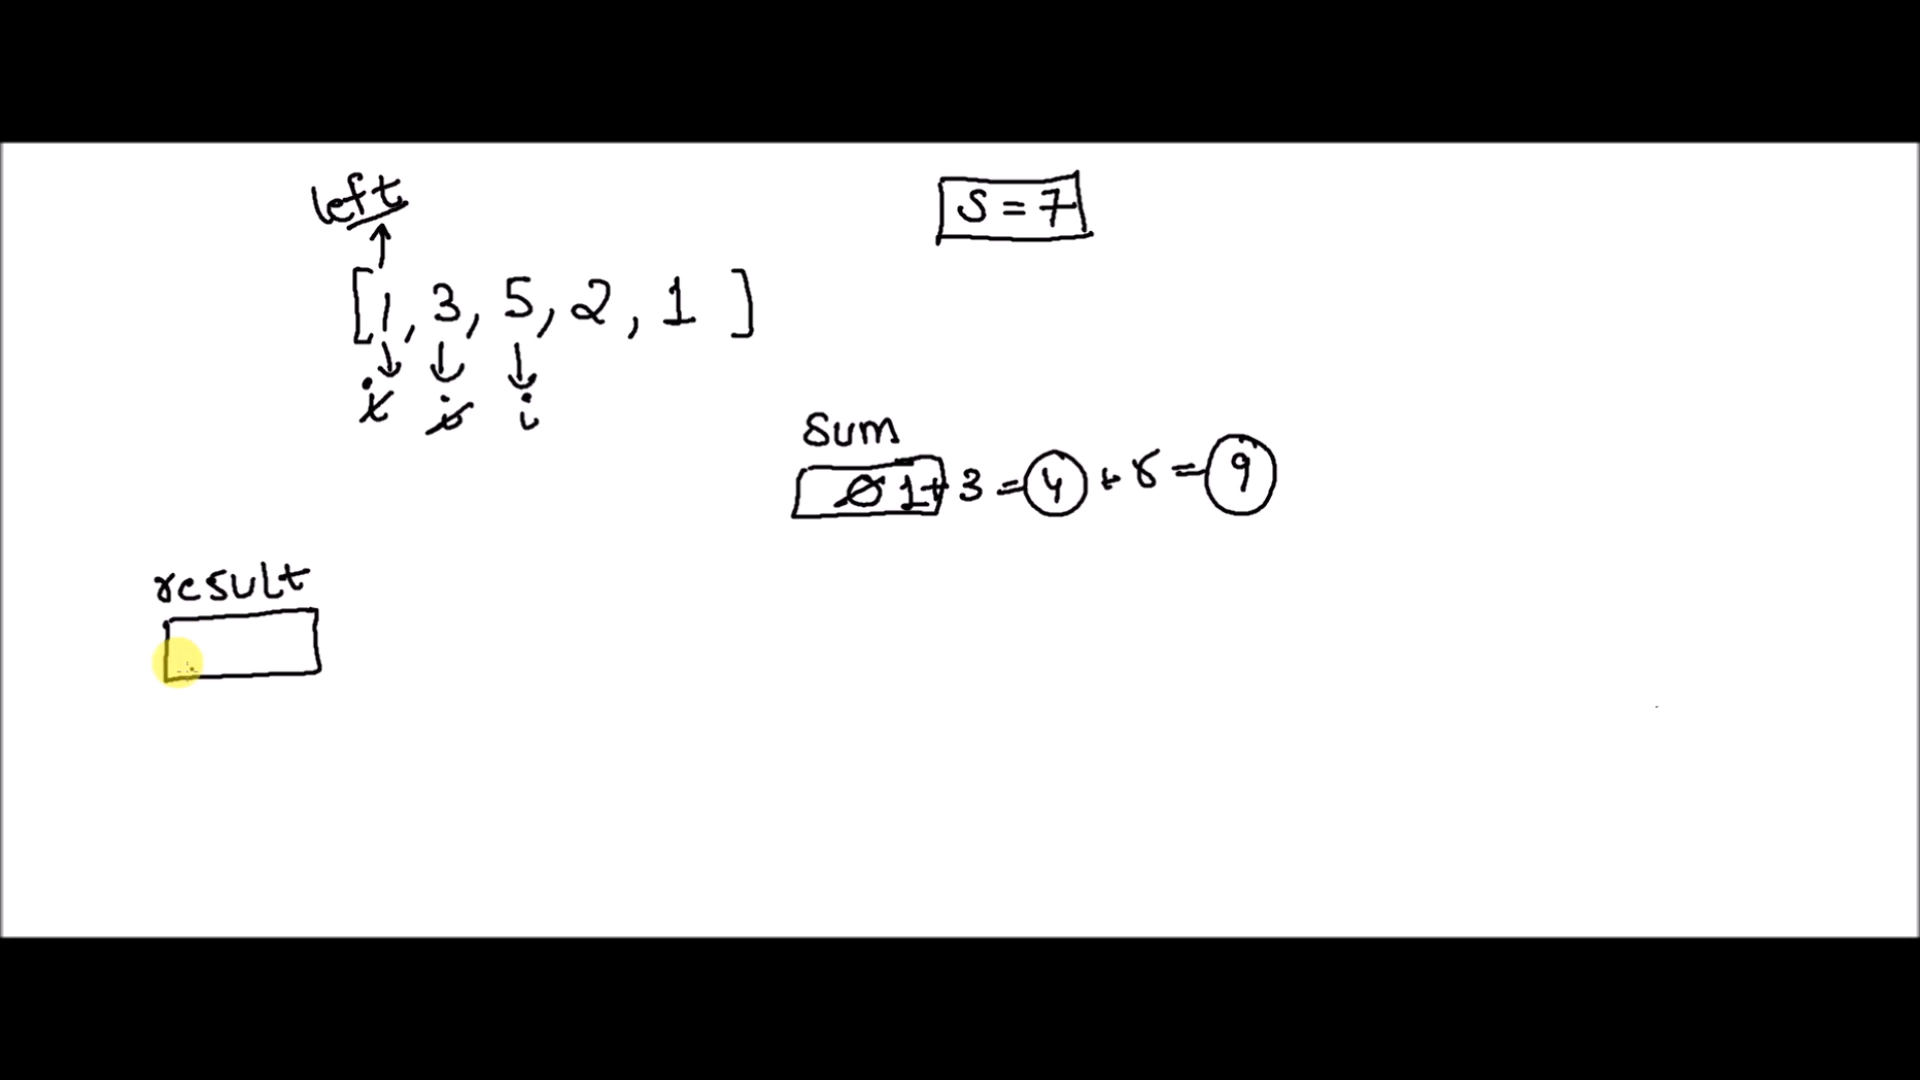 left
S = 7
[1, 3, 5, 2, 1 ]
i i i
Sum
0 1+ 3 = 4 + 5 = 9
result